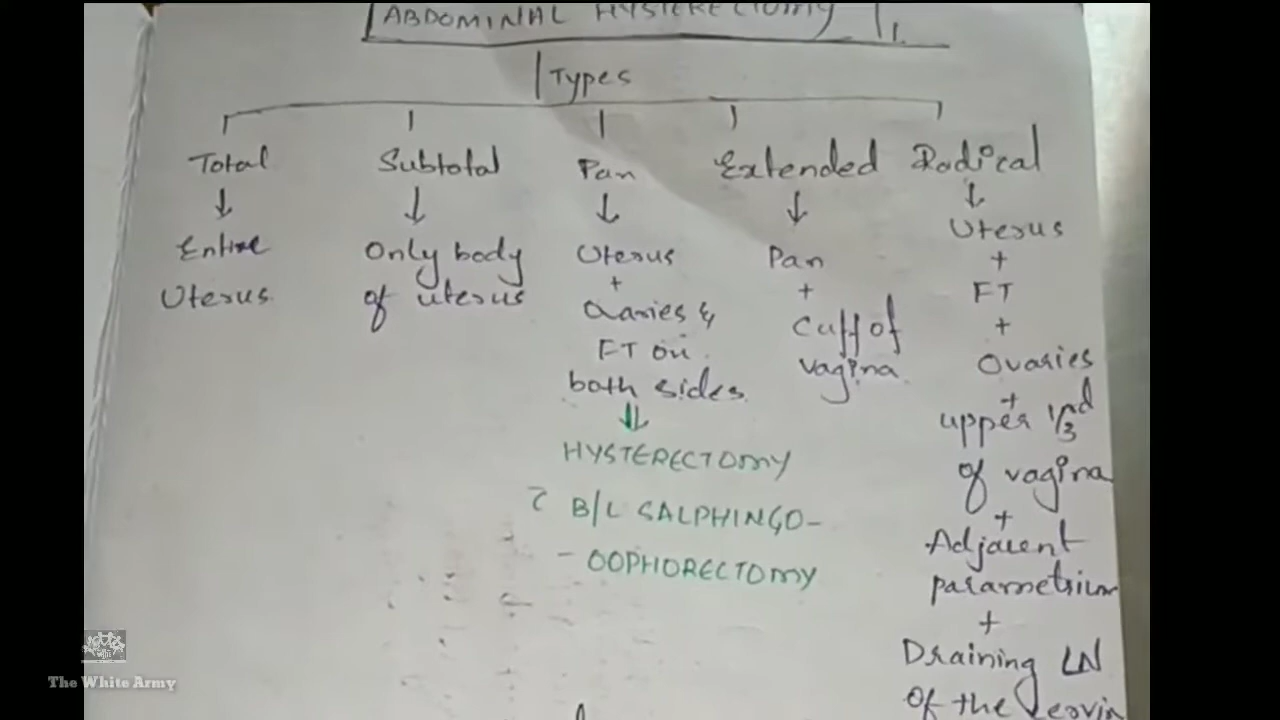 ABDOMINAL HYSTERECTOMY
Types
Total
Entire
Uterus
Subtotal
Only body
of uterus
Pan
Uterus
+
Ovaries &
FT on
both sides
HYSTERECTOMY
c̄ B/L SALPHINGO-
- OOPHORECTOMY
Extended
Pan
+
Cuff of
vagina
Radical
Uterus
+
FT
+
Ovaries
+
upper 1/3rd
of vagina
+
Adjacent
parametrium
+
Draining LN
of the cervix
The White Army